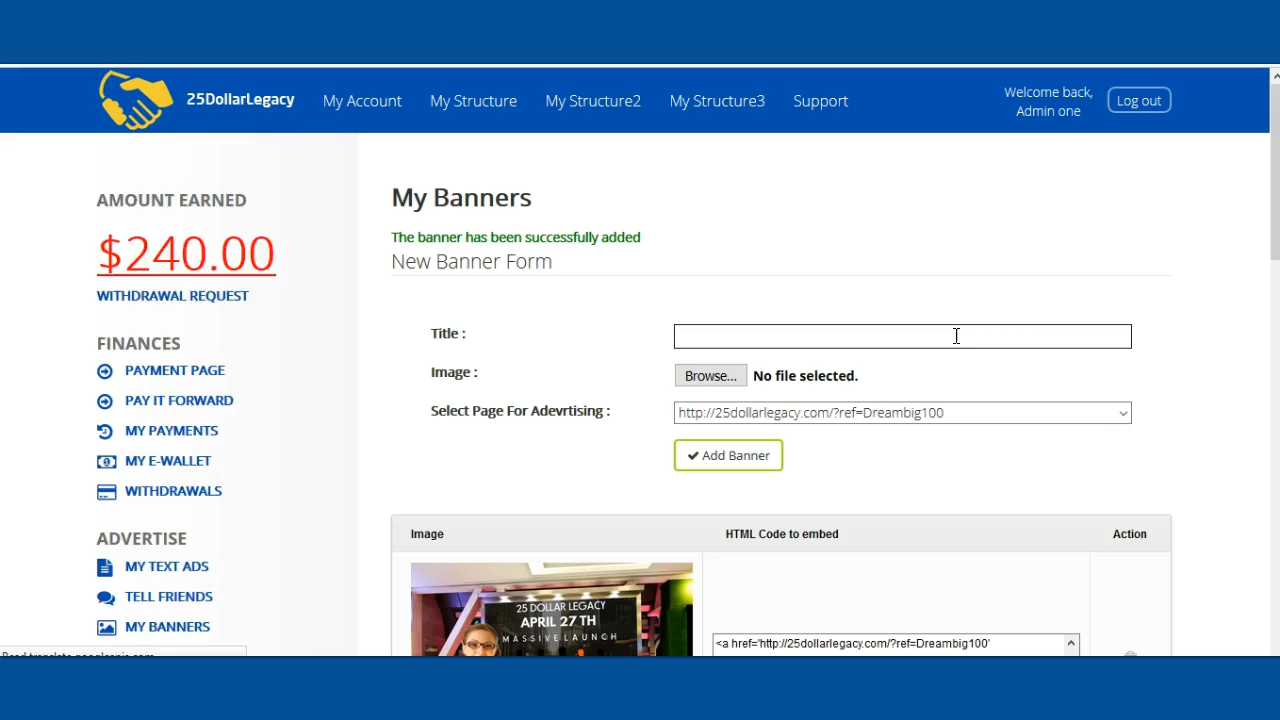 25DollarLegacy
My Account
My Structure
My Structure2
My Structure3
Support
Welcome back,
Admin one
Log out
AMOUNT EARNED
$240.00
WITHDRAWAL REQUEST
FINANCES
PAYMENT PAGE
PAY IT FORWARD
MY PAYMENTS
MY E-WALLET
WITHDRAWALS
ADVERTISE
MY TEXT ADS
TELL FRIENDS
MY BANNERS
My Banners
The banner has been successfully added
New Banner Form
Title :
Image :
Browse... No file selected.
Select Page For Adevrtising :
http://25dollarlegacy.com/?ref=Dreambig100
Add Banner
Image
HTML Code to embed
Action
25 DOLLAR LEGACY
APRIL 27 TH
MASSIVE LAUNCH
<a href='http://25dollarlegacy.com/?ref=Dreambig100'